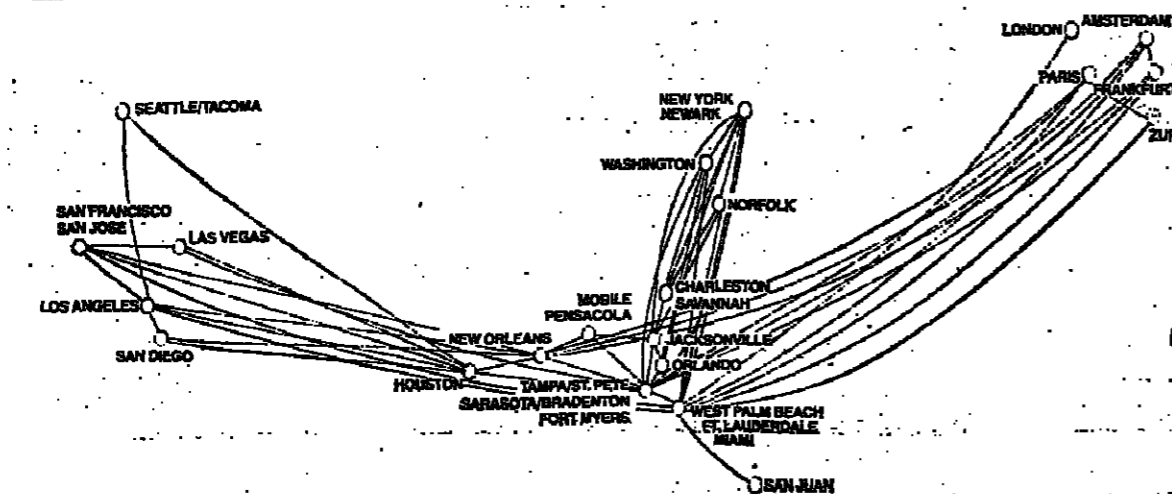 LONDON
AMSTERDAM
PARIS
FRANKFURT
SEATTLE/TACOMA
NEW YORK
NEWARK
WASHINGTON
NORFOLK
SAN FRANCISCO
SAN JOSE
LAS VEGAS
LOS ANGELES
SAN DIEGO
CHARLESTON
SAVANNAH
MOBILE
PENSACOLA
NEW ORLEANS
JACKSONVILLE
ORLANDO
HOUSTON
TAMPA/ST. PETE
SARASOTA/BRADENTON
FORT MYERS
WEST PALM BEACH
FT. LAUDERDALE
MIAMI
SAN JUAN